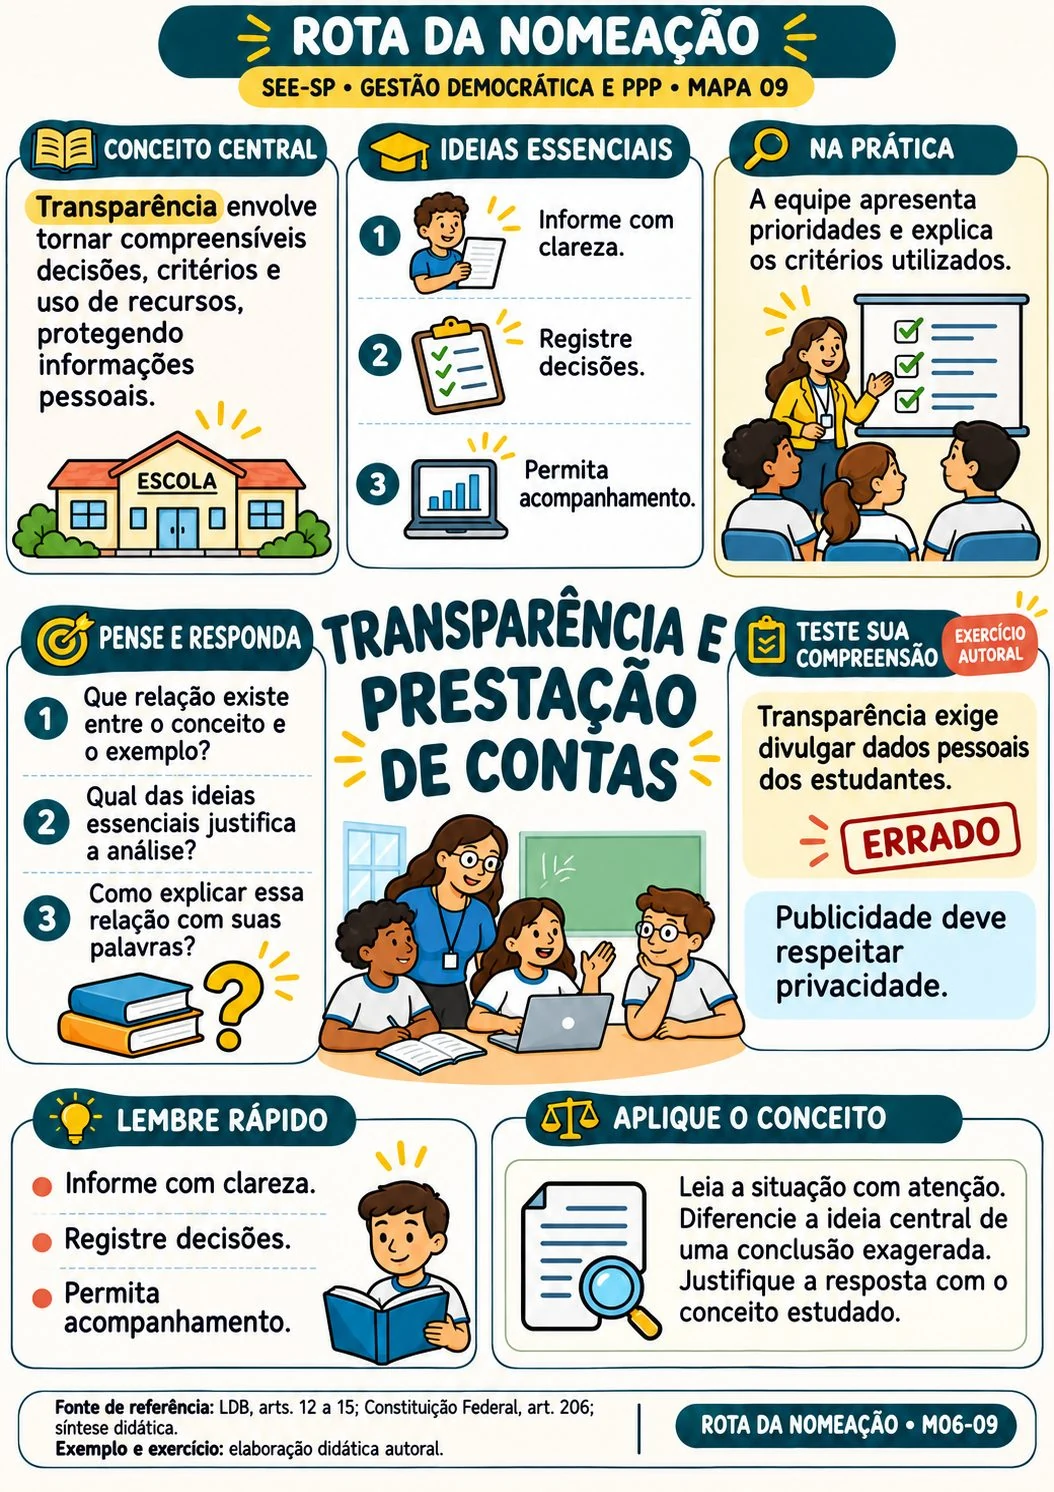 ROTA DA NOMEAÇÃO
SEE-SP • GESTÃO DEMOCRÁTICA E PPP • MAPA 09
CONCEITO CENTRAL
Transparência envolve
tornar compreensíveis
decisões, critérios e
uso de recursos,
protegendo
informações
pessoais.
ESCOLA
IDEIAS ESSENCIAIS
1
Informe com
clareza.
2
Registre
decisões.
3
Permita
acompanhamento.
NA PRÁTICA
A equipe apresenta
prioridades e explica
os critérios utilizados.
PENSE E RESPONDA
1
Que relação existe
entre o conceito e
o exemplo?
2
Qual das ideias
essenciais justifica
a análise?
3
Como explicar essa
relação com suas
palavras?
?
TRANSPARÊNCIA E
PRESTAÇÃO
DE CONTAS
TESTE SUA
COMPREENSÃO
EXERCÍCIO
AUTORAL
Transparência exige
divulgar dados pessoais
dos estudantes.
ERRADO
Publicidade deve
respeitar
privacidade.
LEMBRE RÁPIDO
Informe com clareza.
Registre decisões.
Permita
acompanhamento.
APLIQUE O CONCEITO
Leia a situação com atenção.
Diferencie a ideia central de
uma conclusão exagerada.
Justifique a resposta com o
conceito estudado.
Fonte de referência: LDB, arts. 12 a 15; Constituição Federal, art. 206;
síntese didática.
Exemplo e exercício: elaboração didática autoral.
ROTA DA NOMEAÇÃO • M06-09